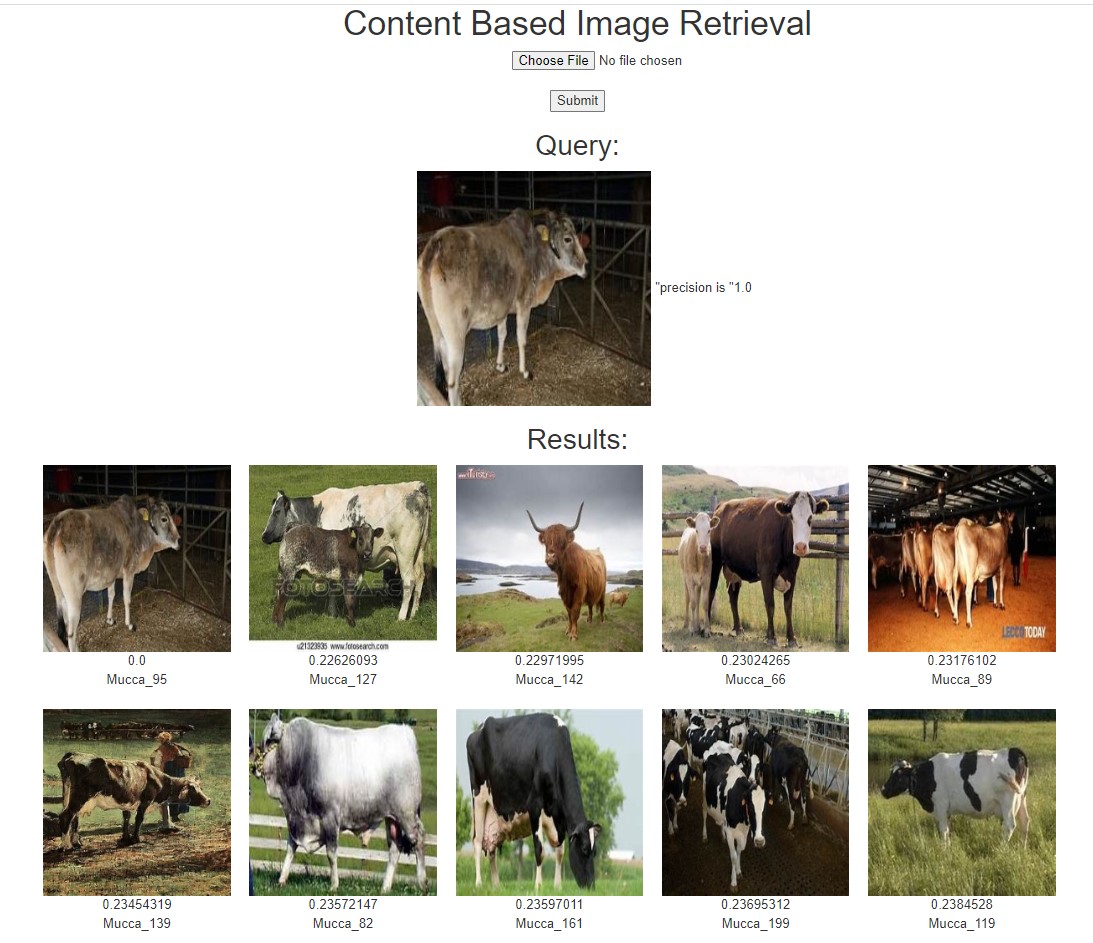 Content Based Image Retrieval
Choose File No file chosen
Submit
Query:
"precision is "1.0
Results:
FOTOSEARCH
u21323935 www.fotosearch.com
LECCOTODAY
0.0 0.22626093 0.22971995 0.23024265 0.23176102
Mucca_95 Mucca_127 Mucca_142 Mucca_66 Mucca_89
0.23454319 0.23572147 0.23597011 0.23695312 0.2384528
Mucca_139 Mucca_82 Mucca_161 Mucca_199 Mucca_119